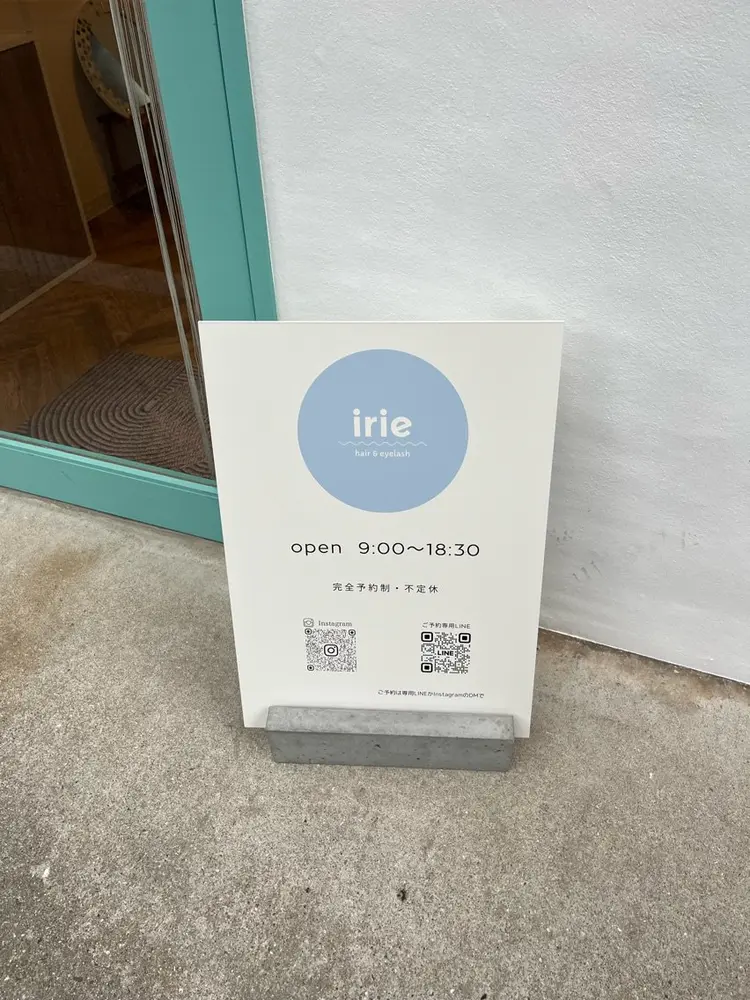 irie
hair & eyelash
open 9:00〜18:30
完全予約制・不定休
Instagram
ご予約専用LINE
LINE
ご予約は専用LINEかInstagramのDMで